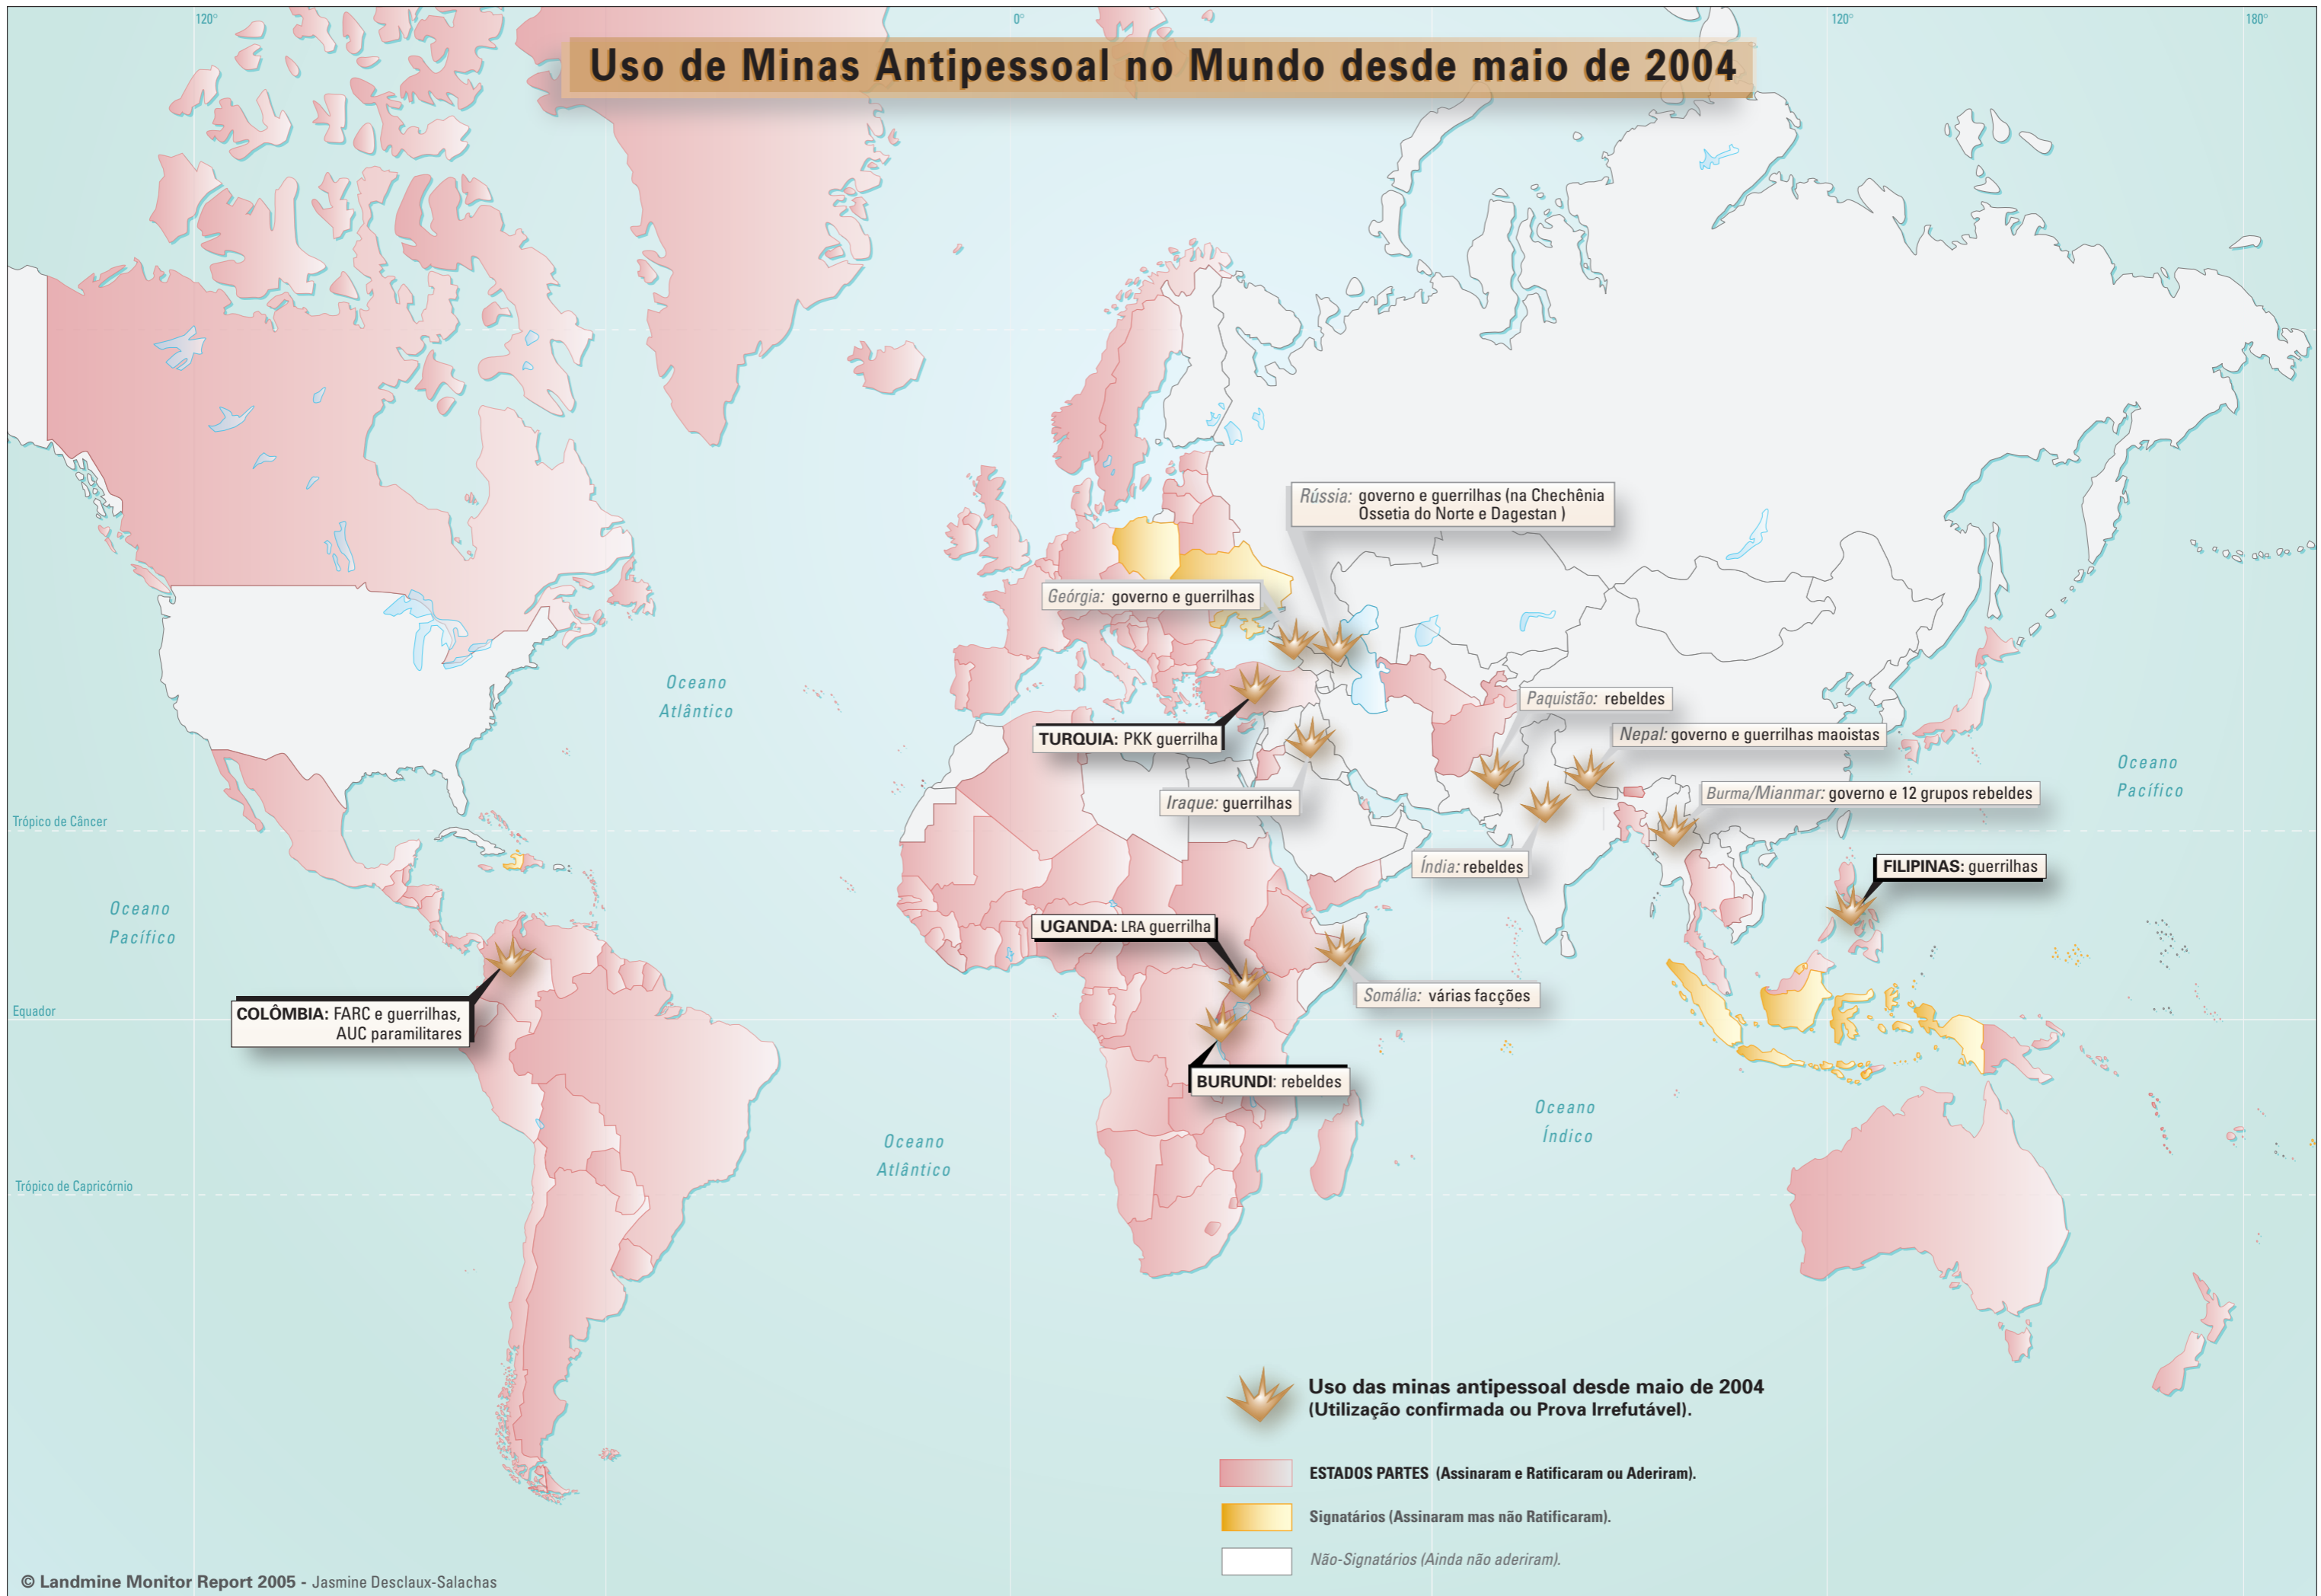 120°
0°
120°
180°
Uso de Minas Antipessoal no Mundo desde maio de 2004
Rússia: governo e guerrilhas (na Chechênia
Ossetia do Norte e Dagestan )
Geórgia: governo e guerrilhas
Oceano
Atlântico
Paquistão: rebeldes
TURQUIA: PKK guerrilha
Nepal: governo e guerrilhas maoistas
Oceano
Pacífico
Iraque: guerrilhas
Burma/Mianmar: governo e 12 grupos rebeldes
Trópico de Câncer
Índia: rebeldes
FILIPINAS: guerrilhas
Oceano
Pacífico
UGANDA: LRA guerrilha
Somália: várias facções
COLÔMBIA: FARC e guerrilhas,
AUC paramilitares
Equador
BURUNDI: rebeldes
Oceano
Índico
Oceano
Atlântico
Trópico de Capricórnio
Uso das minas antipessoal desde maio de 2004
(Utilização confirmada ou Prova Irrefutável).
ESTADOS PARTES (Assinaram e Ratificaram ou Aderiram).
Signatários (Assinaram mas não Ratificaram).
Não-Signatários (Ainda não aderiram).
© Landmine Monitor Report 2005 - Jasmine Desclaux-Salachas